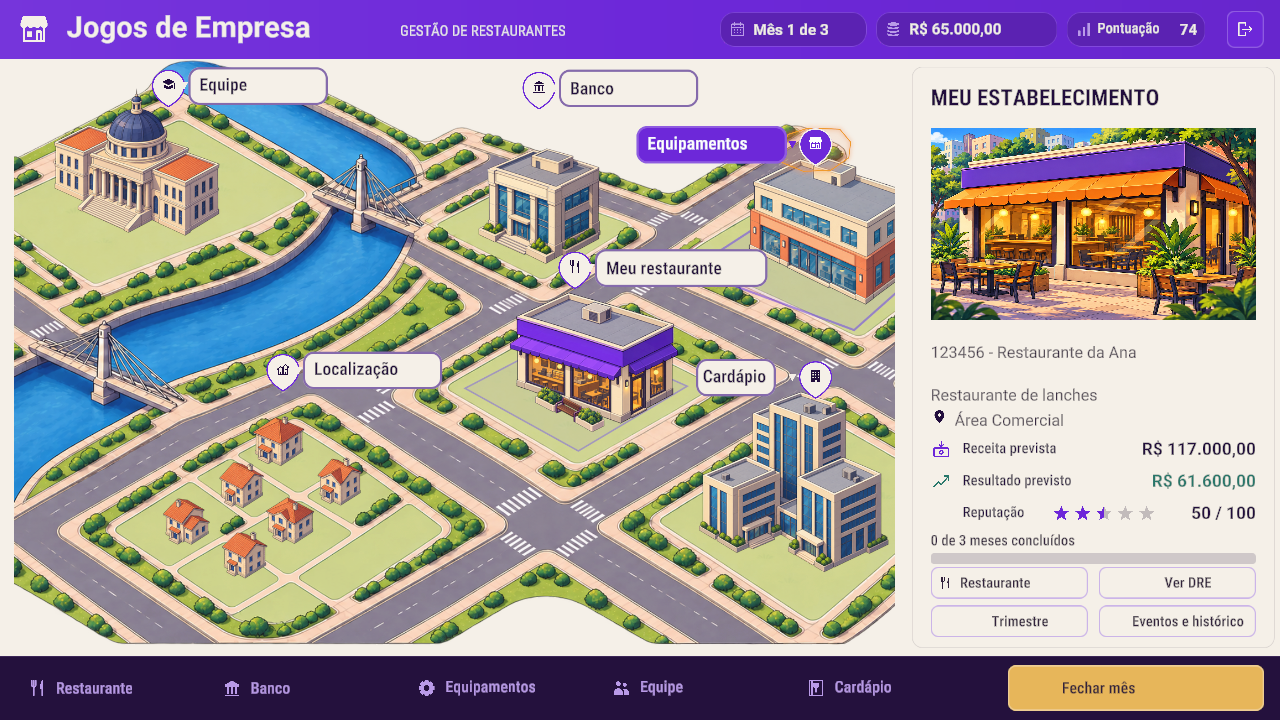 Jogos de Empresa
GESTÃO DE RESTAURANTES
Mês 1 de 3
R$ 65.000,00
Pontuação 74
Equipe
Banco
Equipamentos
Meu restaurante
Localização
Cardápio
MEU ESTABELECIMENTO
123456 - Restaurante da Ana
Restaurante de lanches
Área Comercial
Receita prevista R$ 117.000,00
Resultado previsto R$ 61.600,00
Reputação 50 / 100
0 de 3 meses concluídos
Restaurante
Ver DRE
Trimestre
Eventos e histórico
Restaurante
Banco
Equipamentos
Equipe
Cardápio
Fechar mês